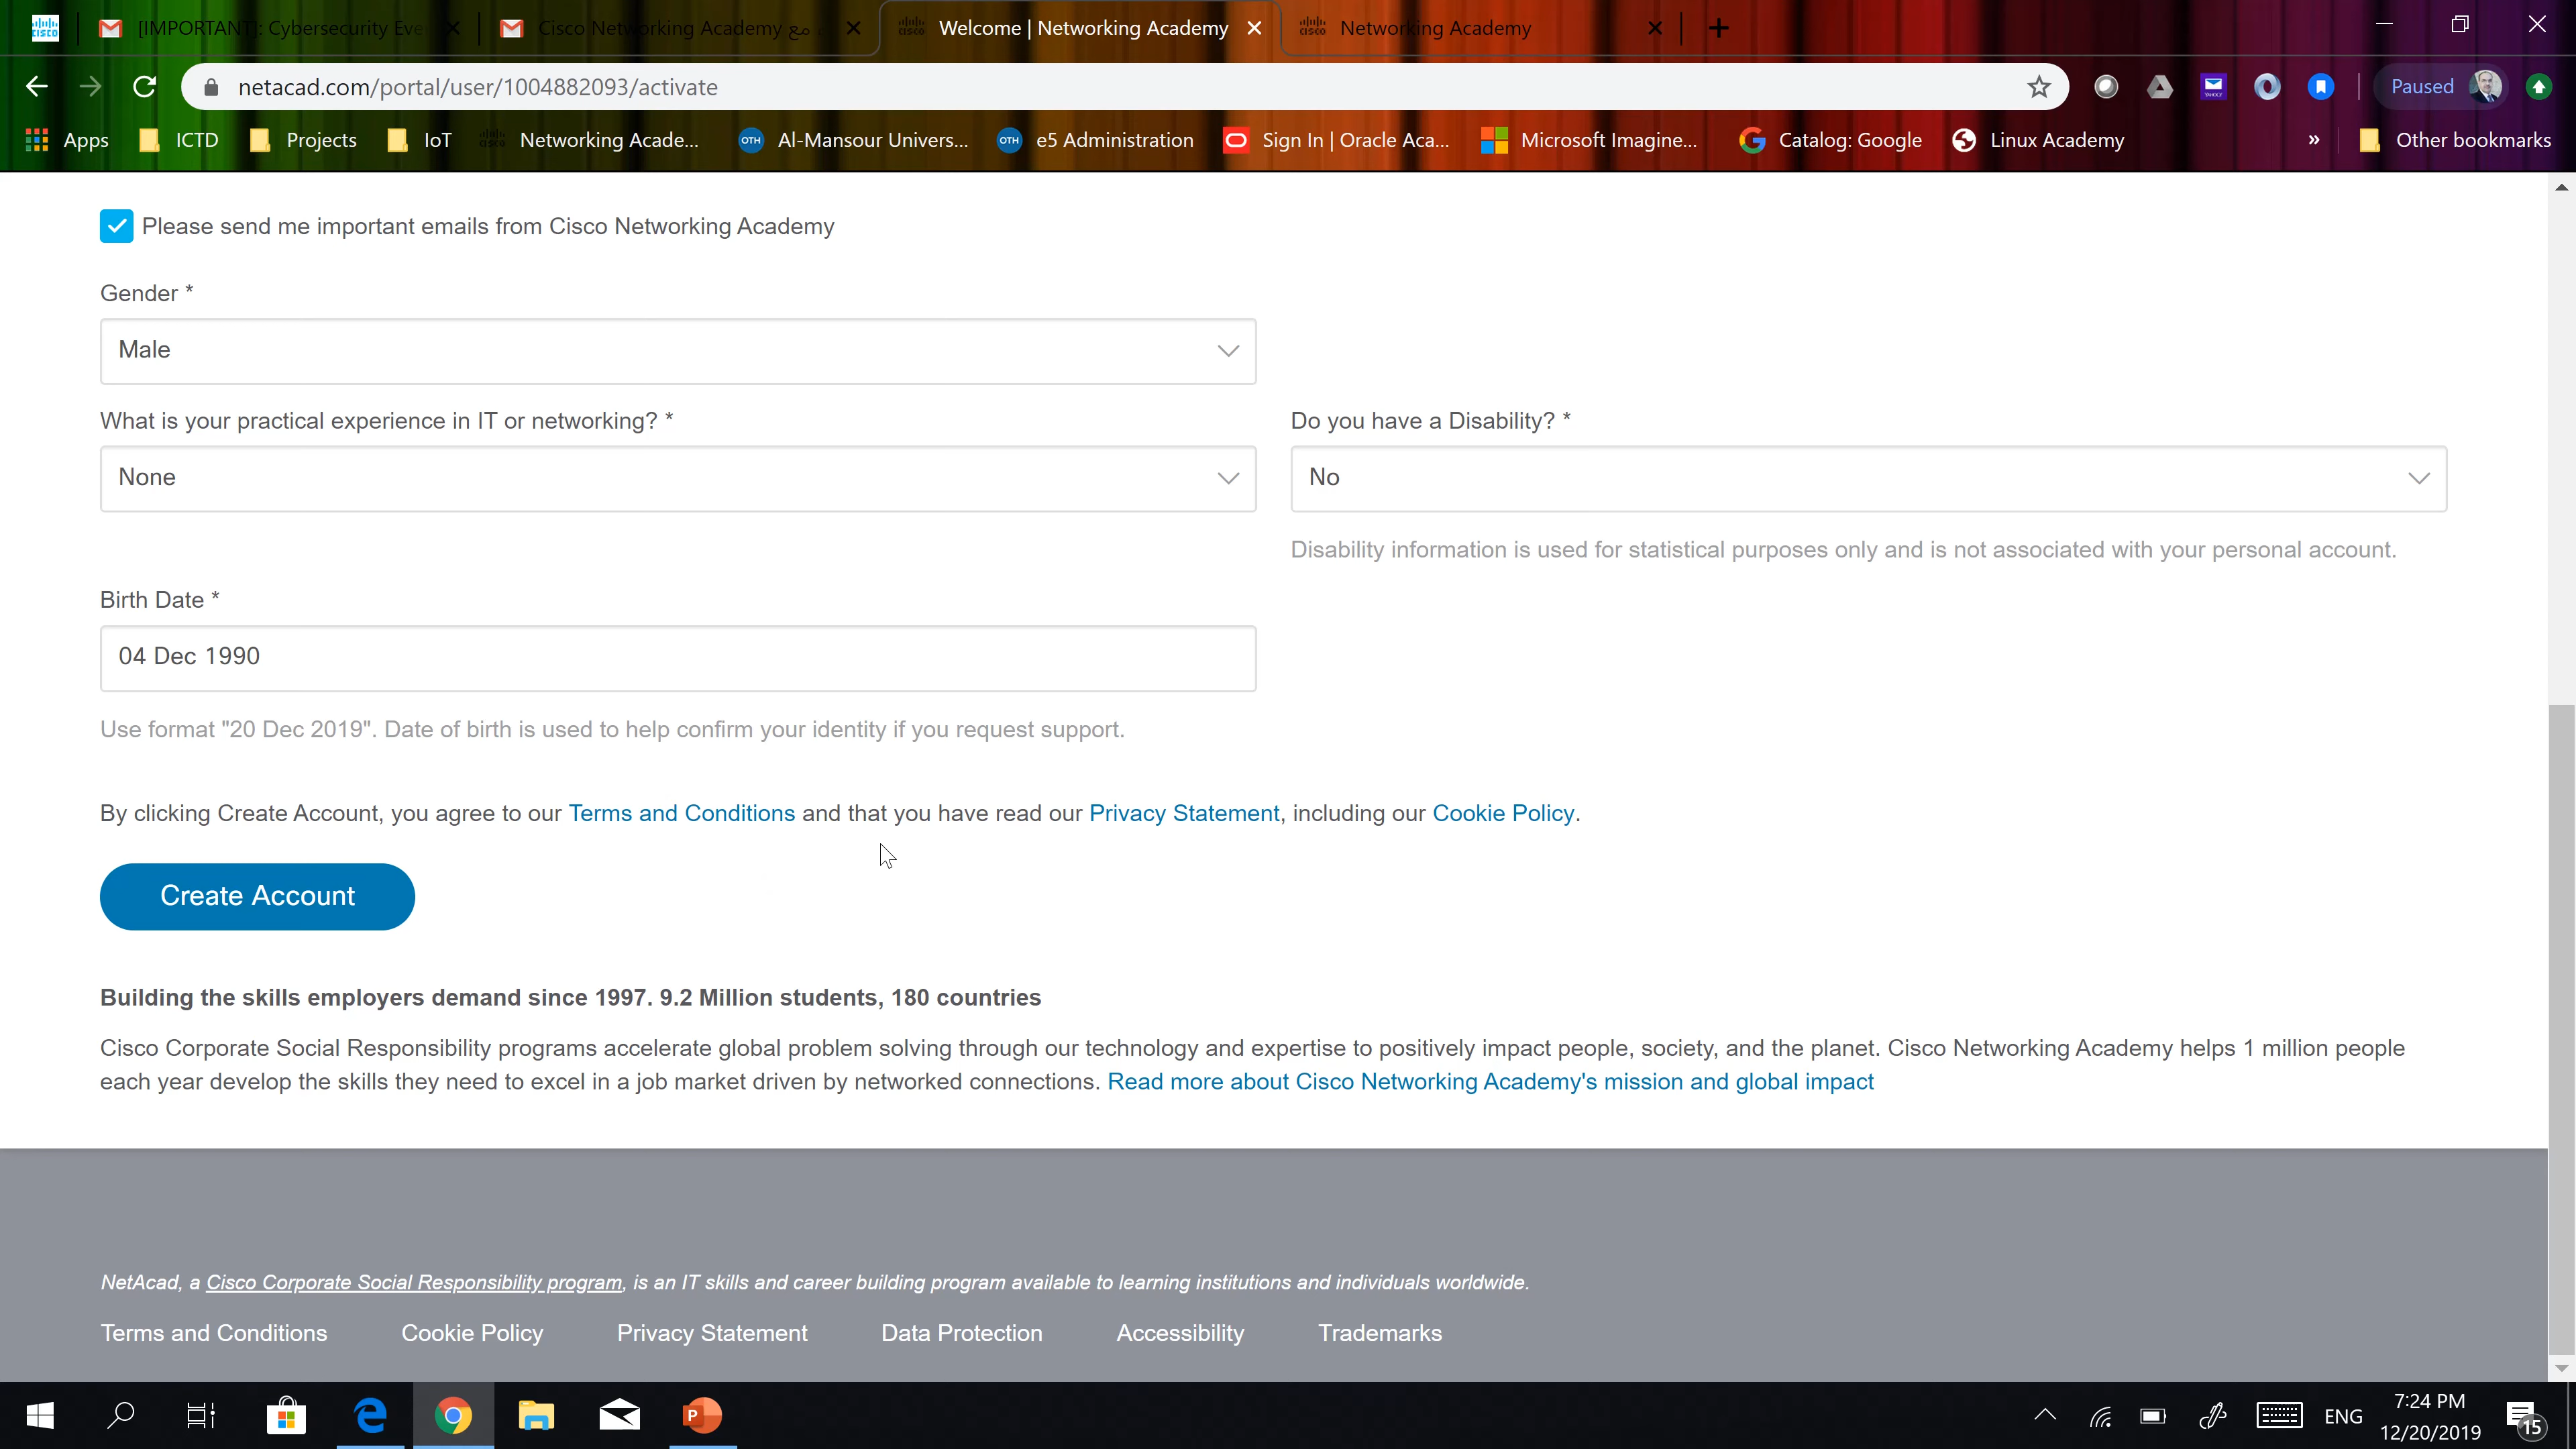 [IMPORTANT]: Cybersecurity Eve
Cisco Networking Academy مع
Welcome | Networking Academy
Networking Academy
netacad.com/portal/user/1004882093/activate
Paused
Apps
ICTD
Projects
IoT
Networking Acade...
Al-Mansour Univers...
e5 Administration
Sign In | Oracle Aca...
Microsoft Imagine...
Catalog: Google
Linux Academy
»
Other bookmarks
Please send me important emails from Cisco Networking Academy
Gender *
Male
What is your practical experience in IT or networking? *
None
Do you have a Disability? *
No
Disability information is used for statistical purposes only and is not associated with your personal account.
Birth Date *
04 Dec 1990
Use format "20 Dec 2019". Date of birth is used to help confirm your identity if you request support.
By clicking Create Account, you agree to our Terms and Conditions and that you have read our Privacy Statement, including our Cookie Policy.
Create Account
Building the skills employers demand since 1997. 9.2 Million students, 180 countries
Cisco Corporate Social Responsibility programs accelerate global problem solving through our technology and expertise to positively impact people, society, and the planet. Cisco Networking Academy helps 1 million people
each year develop the skills they need to excel in a job market driven by networked connections. Read more about Cisco Networking Academy's mission and global impact
NetAcad, a Cisco Corporate Social Responsibility program, is an IT skills and career building program available to learning institutions and individuals worldwide.
Terms and Conditions
Cookie Policy
Privacy Statement
Data Protection
Accessibility
Trademarks
ENG
7:24 PM
12/20/2019
15